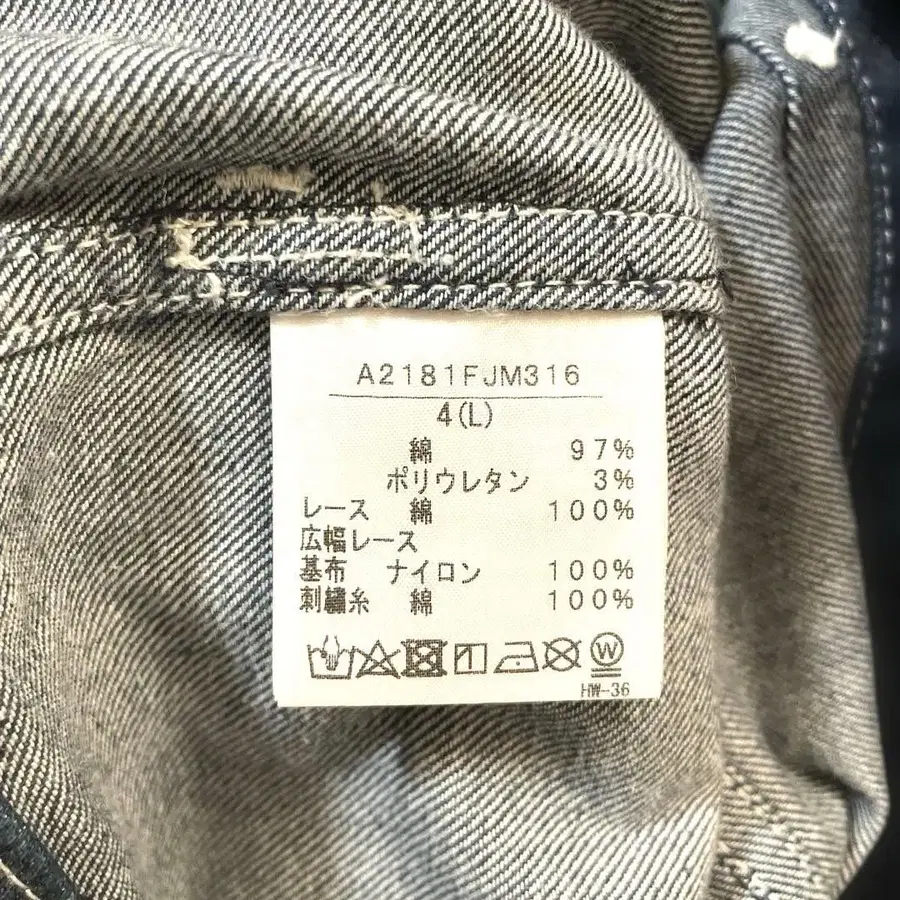 A2181FJM316
4(L)
綿 97%
ポリウレタン 3%
レース 綿 100%
広幅レース
基布 ナイロン 100%
刺繍糸 綿 100%
W
HW-36